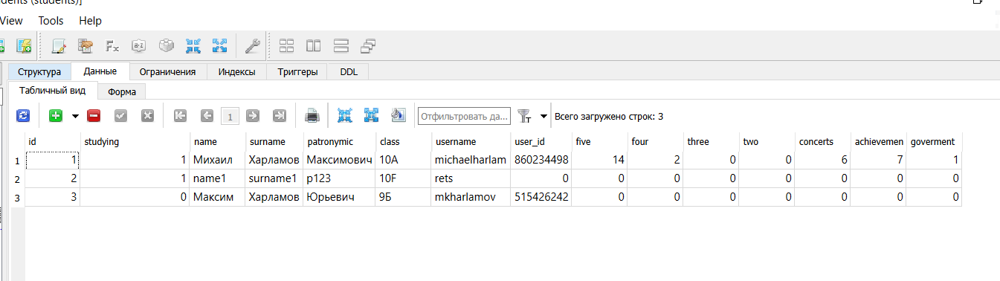 dents (students)]
View Tools Help
Структура Данные Ограничения Индексы Триггеры DDL
Табличный вид Форма
1 Отфильтровать да... Всего загружено строк: 3
id studying name surname patronymic class username user_id five four three two concerts achievemen goverment
1 1 1 Михаил Харламов Максимович 10А michaelharlam 860234498 14 2 0 0 6 7 1
2 2 1 name1 surname1 p123 10F rets 0 0 0 0 0 0 0 0
3 3 0 Максим Харламов Юрьевич 9Б mkharlamov 515426242 0 0 0 0 0 0 0